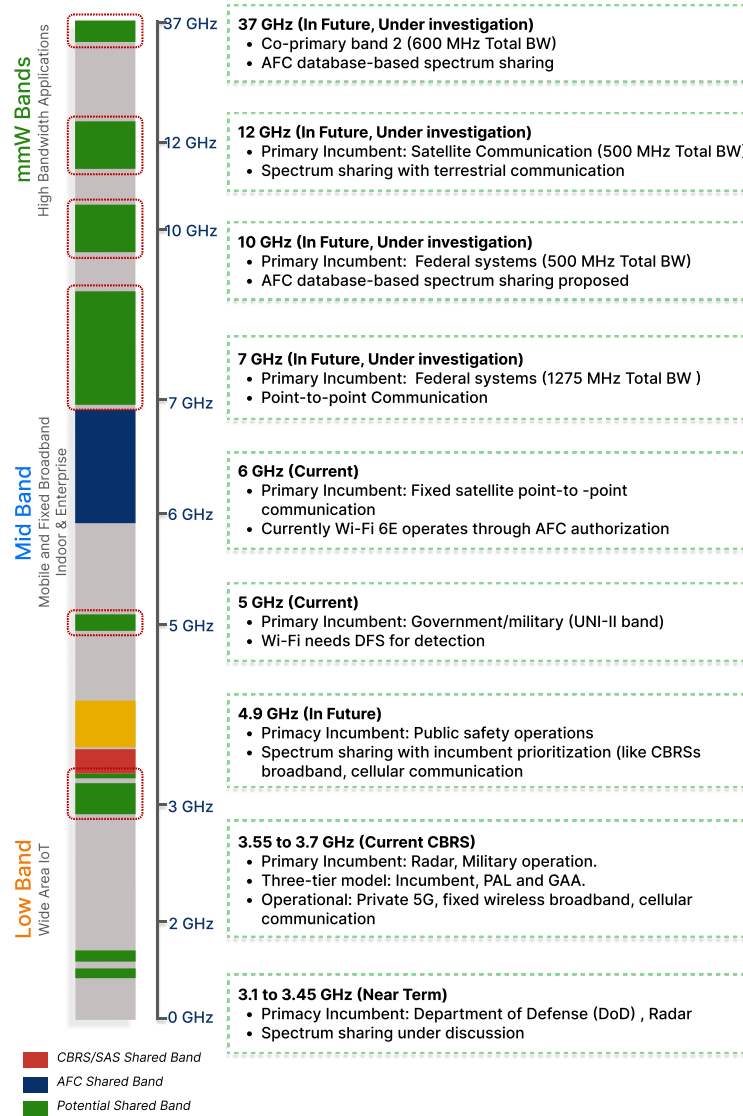 mmW Bands
High Bandwidth Applications
Mid Band
Mobile and Fixed Broadband
Indoor & Enterprise
Low Band
Wide Area IoT
37 GHz
12 GHz
10 GHz
7 GHz
6 GHz
5 GHz
3 GHz
2 GHz
0 GHz
37 GHz (In Future, Under investigation)
• Co-primary band 2 (600 MHz Total BW)
• AFC database-based spectrum sharing
12 GHz (In Future, Under investigation)
• Primary Incumbent: Satellite Communication (500 MHz Total BW)
• Spectrum sharing with terrestrial communication
10 GHz (In Future, Under investigation)
• Primary Incumbent: Federal systems (500 MHz Total BW)
• AFC database-based spectrum sharing proposed
7 GHz (In Future, Under investigation)
• Primary Incumbent: Federal systems (1275 MHz Total BW )
• Point-to-point Communication
6 GHz (Current)
• Primary Incumbent: Fixed satellite point-to -point
communication
• Currently Wi-Fi 6E operates through AFC authorization
5 GHz (Current)
• Primary Incumbent: Government/military (UNI-II band)
• Wi-Fi needs DFS for detection
4.9 GHz (In Future)
• Primacy Incumbent: Public safety operations
• Spectrum sharing with incumbent prioritization (like CBRSs
broadband, cellular communication
3.55 to 3.7 GHz (Current CBRS)
• Primary Incumbent: Radar, Military operation.
• Three-tier model: Incumbent, PAL and GAA.
• Operational: Private 5G, fixed wireless broadband, cellular
communication
3.1 to 3.45 GHz (Near Term)
• Primacy Incumbent: Department of Defense (DoD) , Radar
• Spectrum sharing under discussion
CBRS/SAS Shared Band
AFC Shared Band
Potential Shared Band